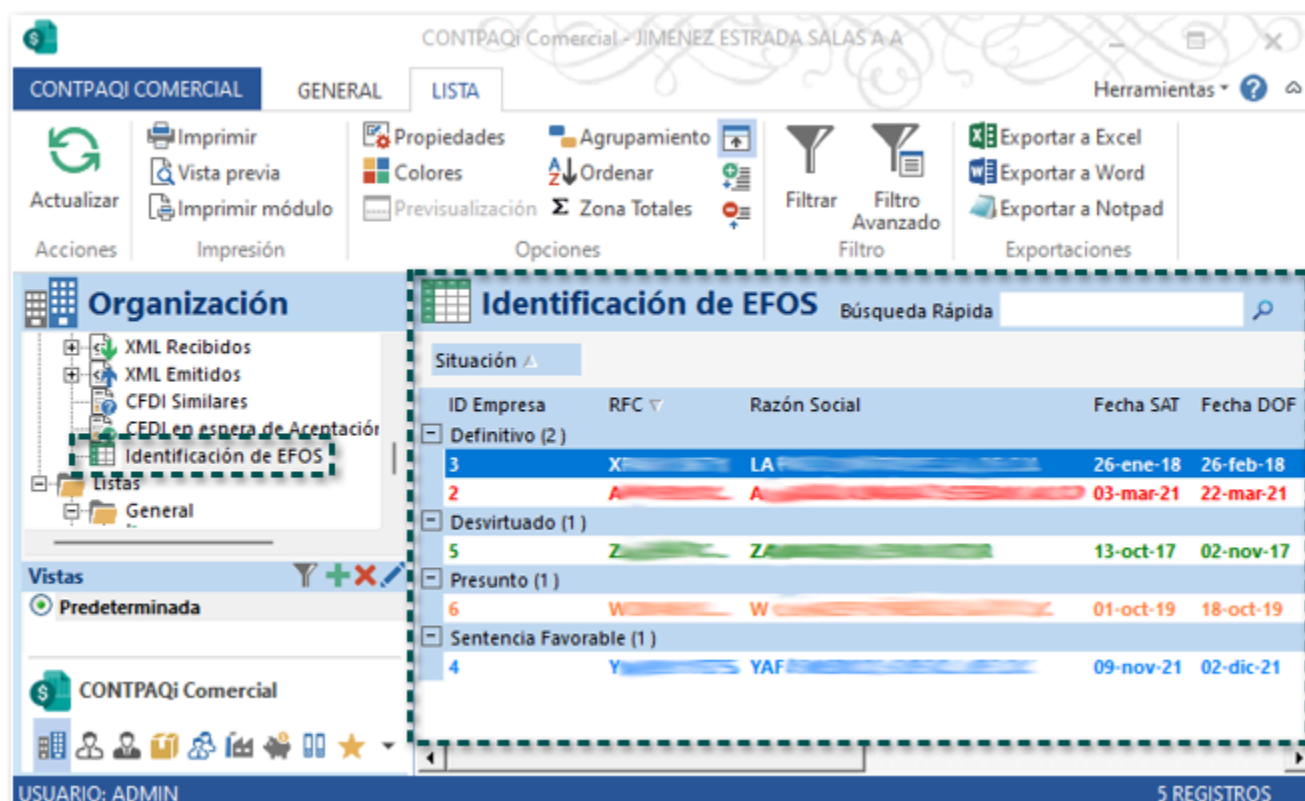 CONTPAQi Comercial - JIMENEZ ESTRADA SALAS A A
CONTPAQi COMERCIAL GENERAL LISTA Herramientas
Actualizar
Acciones
Imprimir
Vista previa
Imprimir módulo
Impresión
Propiedades
Colores
Previsualización
Agrupamiento
Ordenar
Zona Totales
Opciones
Filtrar
Filtro Avanzado
Filtro
Exportar a Excel
Exportar a Word
Exportar a Notpad
Exportaciones
Organización
XML Recibidos
XML Emitidos
CFDI Similares
CFDI en espera de Aceptación
Identificación de EFOS
Listas
General
Vistas
Predeterminada
CONTPAQi Comercial
Identificación de EFOS Búsqueda Rápida
Situación
ID Empresa RFC Razón Social Fecha SAT Fecha DOF
Definitivo (2)
3 X LA 26-ene-18 26-feb-18
2 A A 03-mar-21 22-mar-21
Desvirtuado (1)
5 Z ZA 13-oct-17 02-nov-17
Presunto (1)
6 W W 01-oct-19 18-oct-19
Sentencia Favorable (1)
4 Y YAF 09-nov-21 02-dic-21
USUARIO: ADMIN 5 REGISTROS